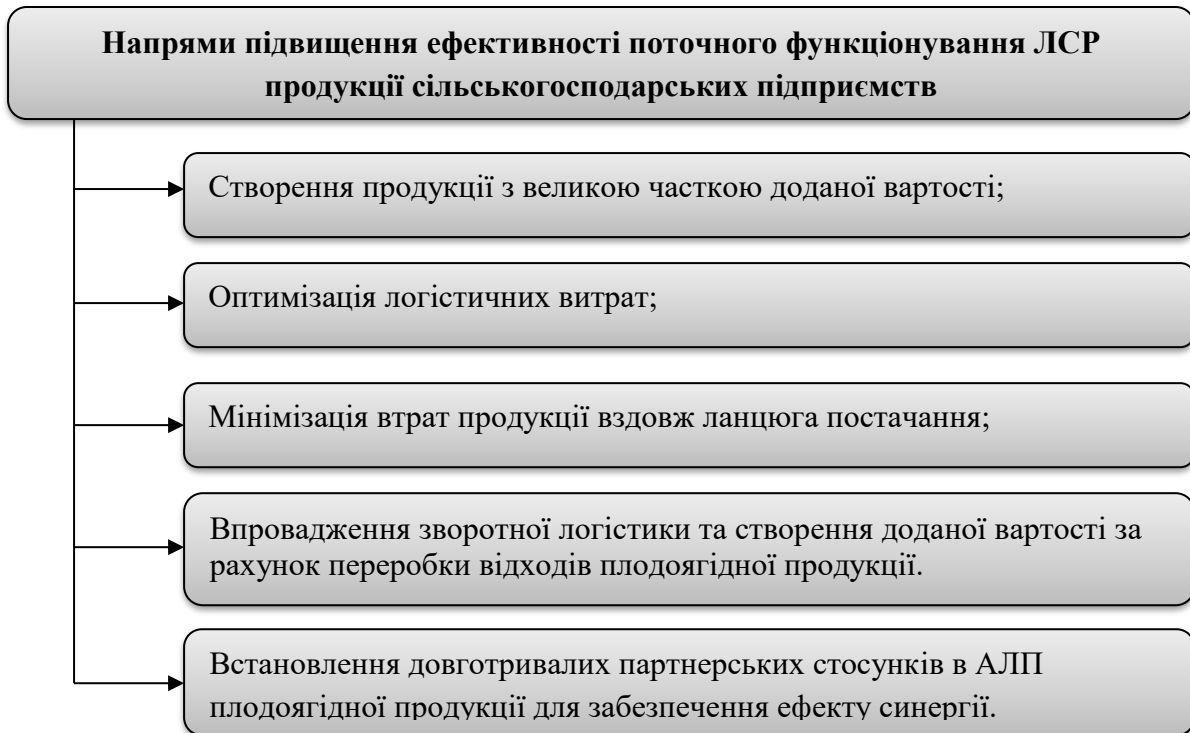 Напрями підвищення ефективності поточного функціонування ЛСР
продукції сільськогосподарських підприємств
Створення продукції з великою часткою доданої вартості;
Оптимізація логістичних витрат;
Мінімізація втрат продукції вздовж ланцюга постачання;
Впровадження зворотної логістики та створення доданої вартості за
рахунок переробки відходів плодоягідної продукції.
Встановлення довготривалих партнерських стосунків в АЛП
плодоягідної продукції для забезпечення ефекту синергії.